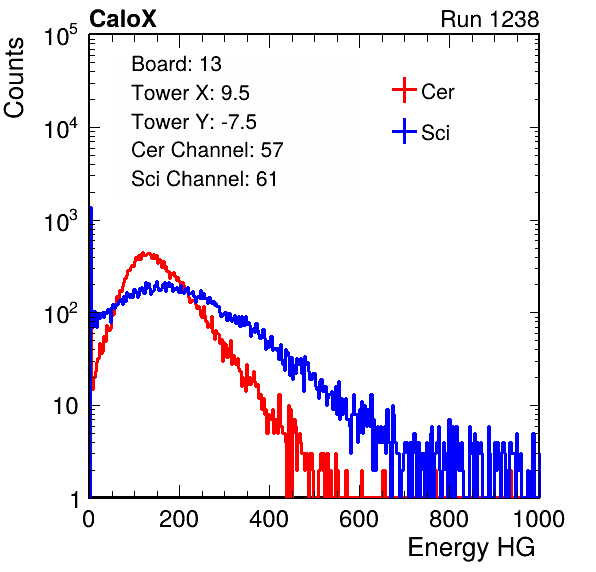 CaloX Run 1238
Counts
10^5
10^4
10^3
10^2
10
1
Board: 13
Tower X: 9.5
Tower Y: -7.5
Cer Channel: 57
Sci Channel: 61
Cer
Sci
0 200 400 600 800 1000
Energy HG